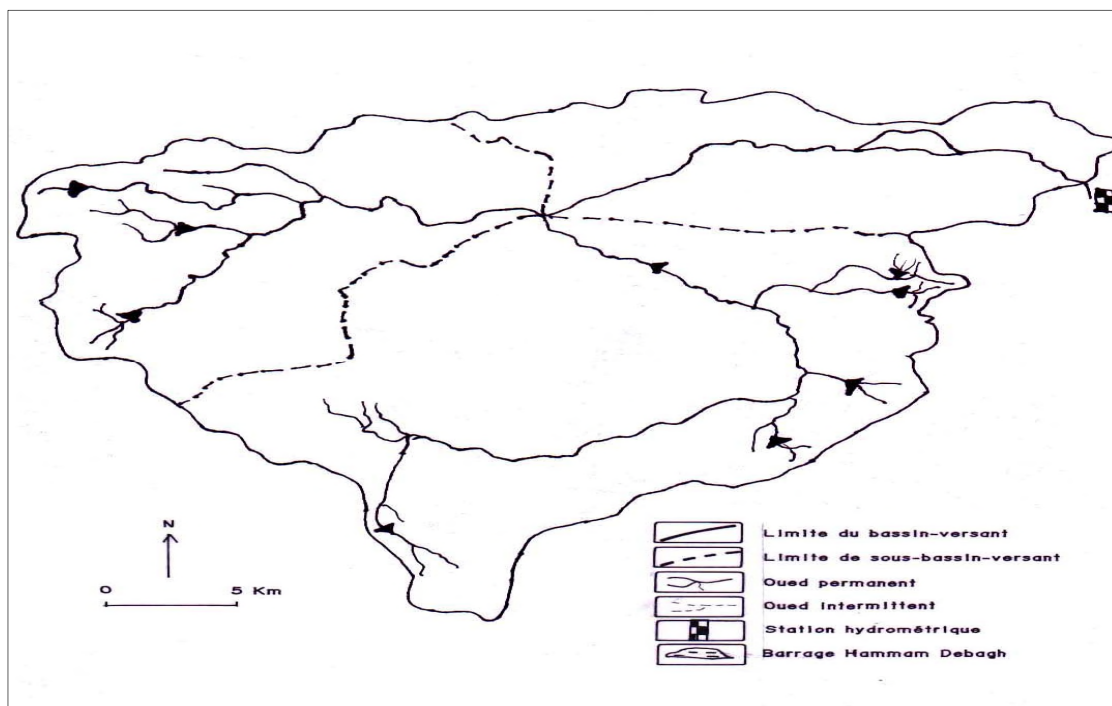 N
0 5 Km
Limite du bassin-versant
Limite de sous-bassin-versant
Oued permanent
Oued intermittent
Station hydrométrique
Barrage Hammam Debagh